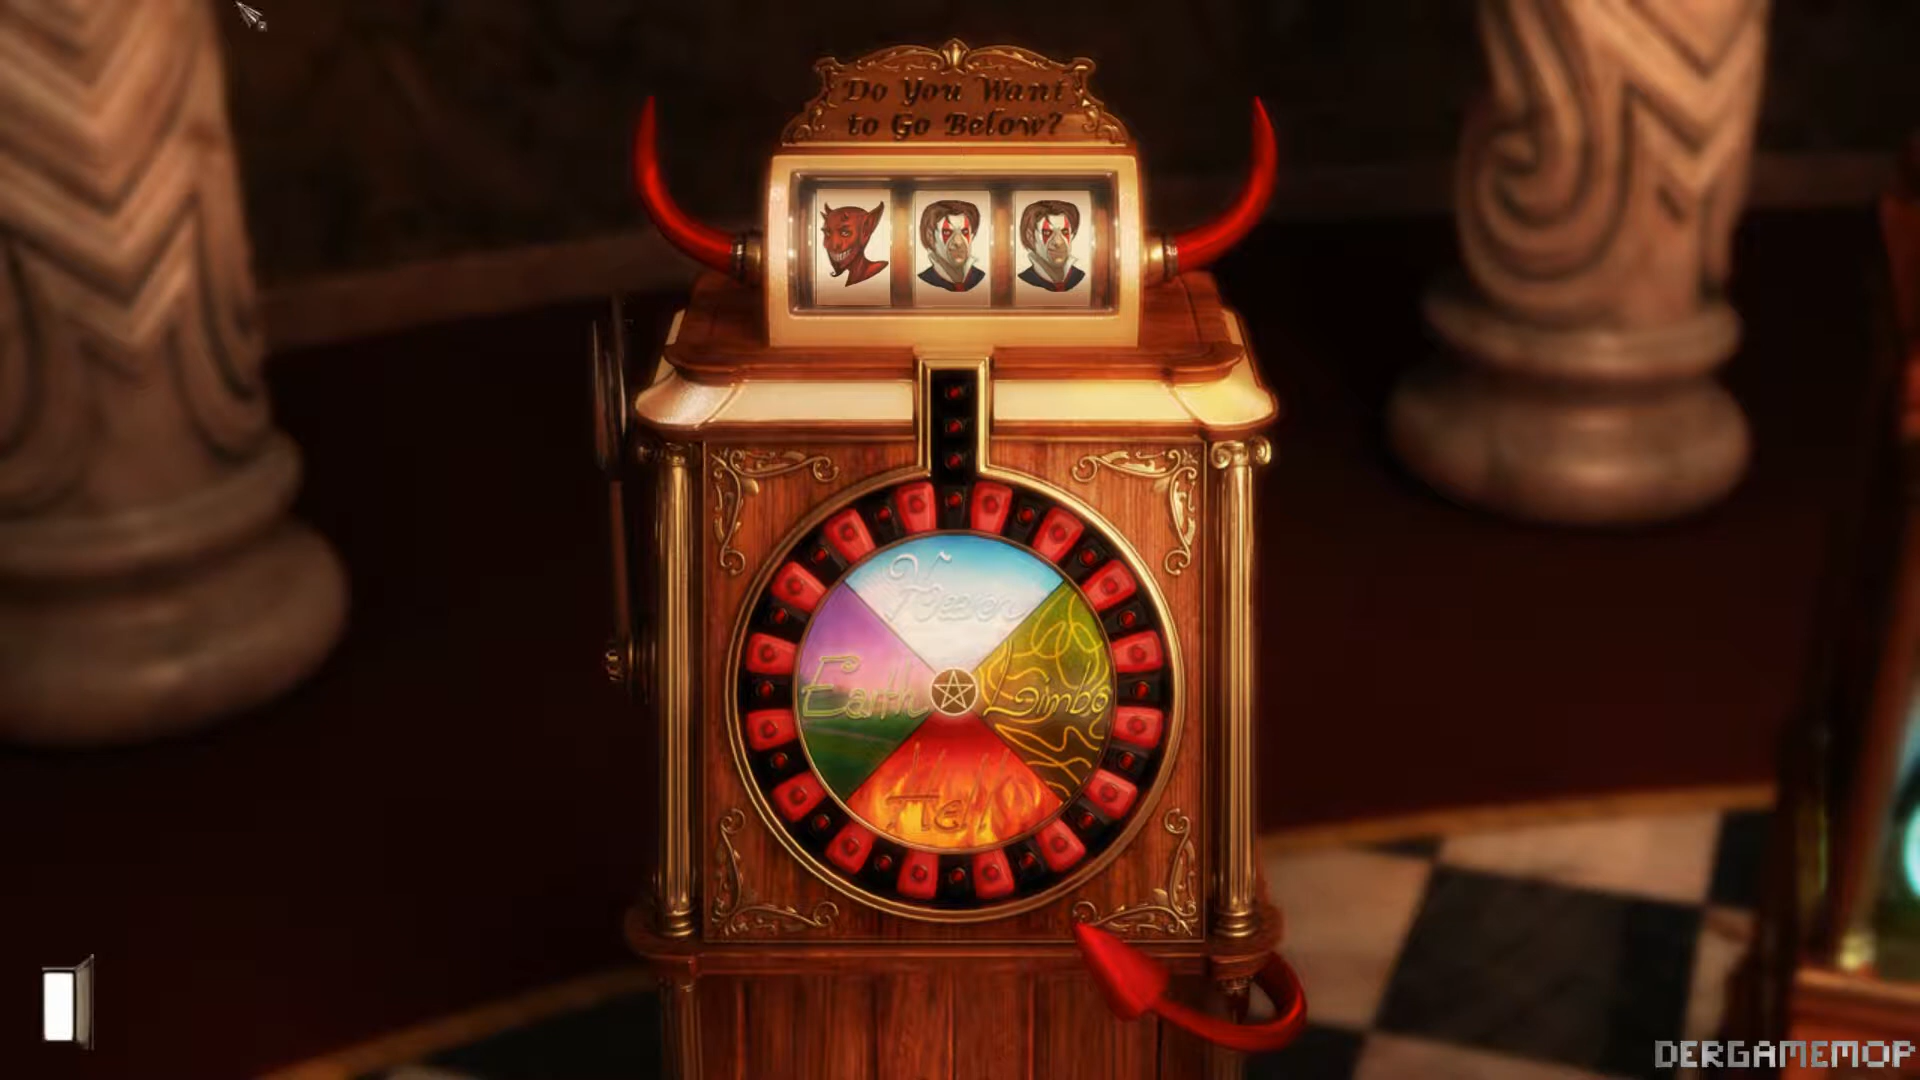 Do You Want
to Go Below?
Heaven
Earth
Limbo
Hell
DERGAMEMOP